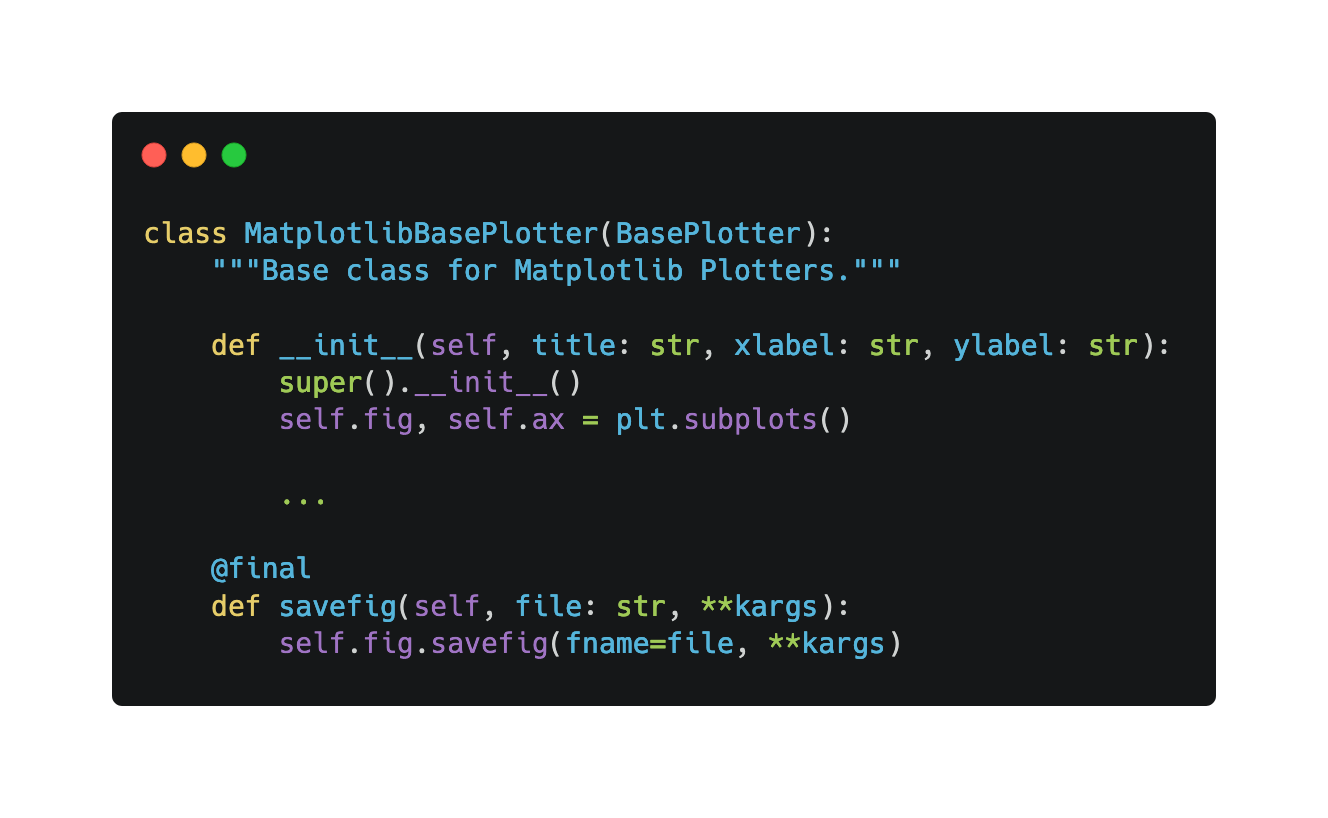 class MatplotlibBasePlotter(BasePlotter):
    """Base class for Matplotlib Plotters."""
    def __init__(self, title: str, xlabel: str, ylabel: str):
        super().__init__()
        self.fig, self.ax = plt.subplots()
        ...
    @final
    def savefig(self, file: str, **kargs):
        self.fig.savefig(fname=file, **kargs)